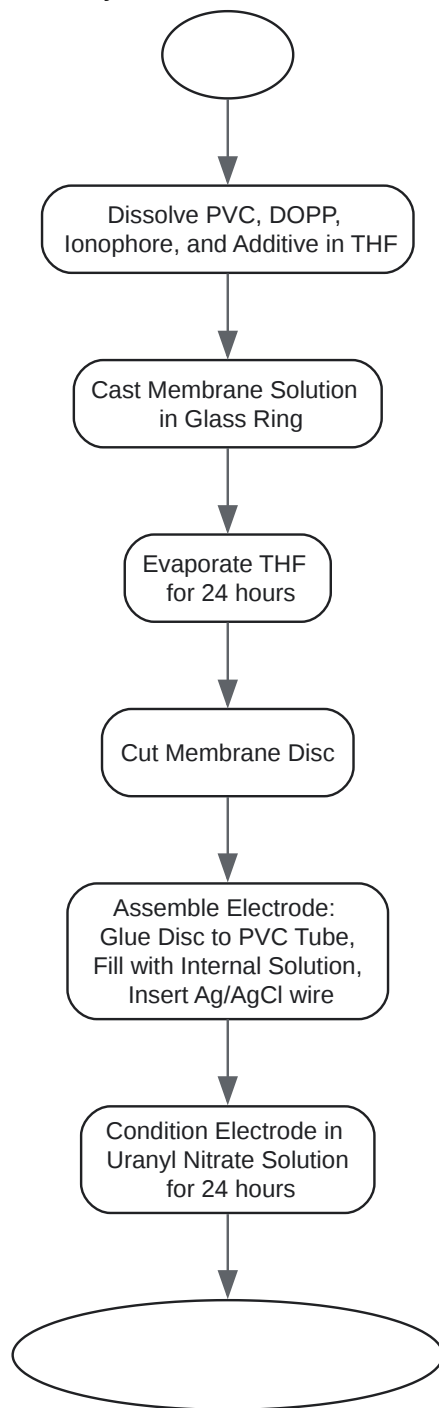 Dissolve PVC, DOPP,
Ionophore, and Additive in THF
Cast Membrane Solution
in Glass Ring
Evaporate THF
for 24 hours
Cut Membrane Disc
Assemble Electrode:
Glue Disc to PVC Tube,
Fill with Internal Solution,
Insert Ag/AgCl wire
Condition Electrode in
Uranyl Nitrate Solution
for 24 hours